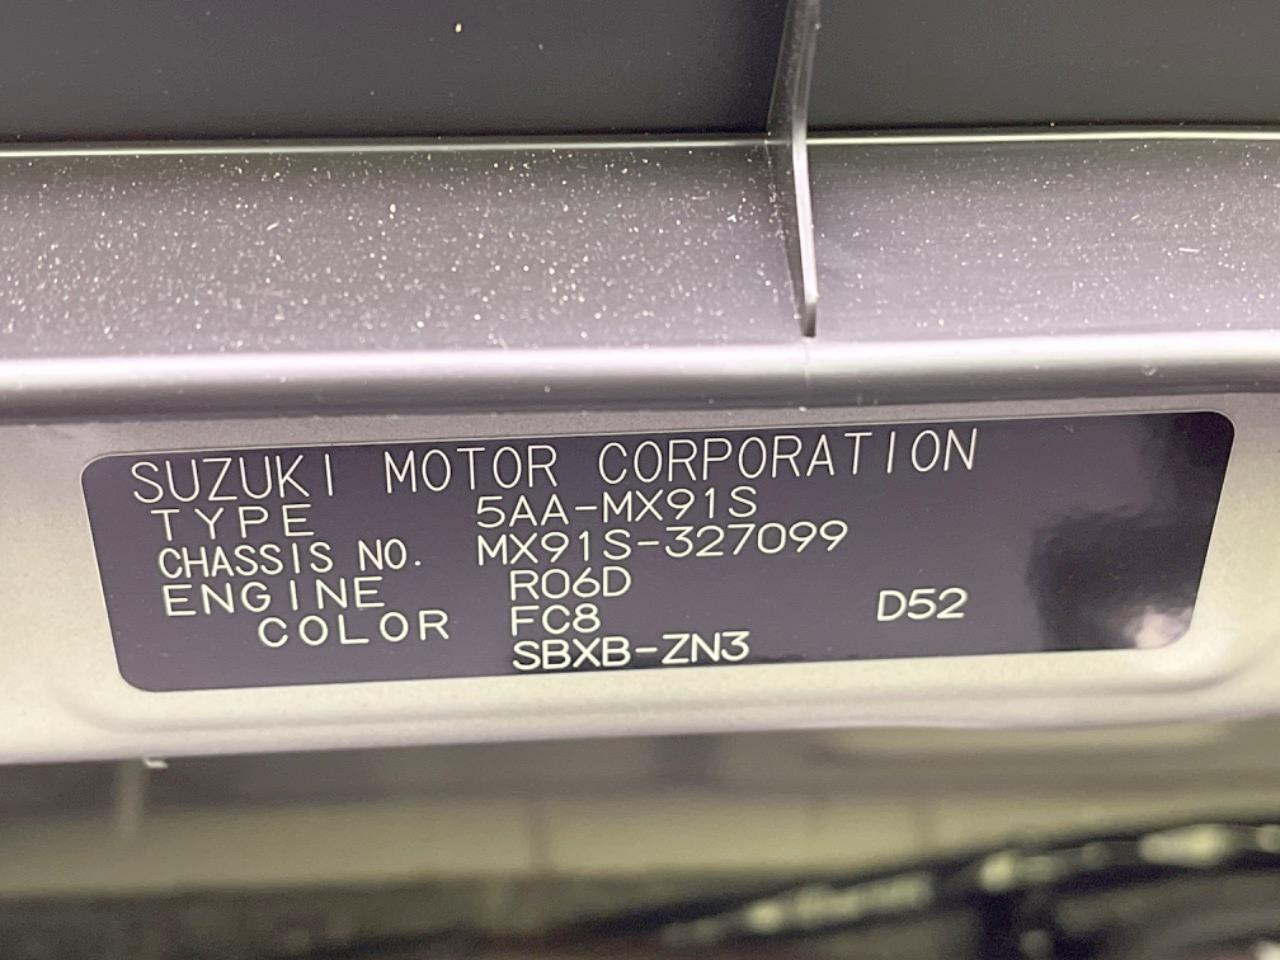 SUZUKI MOTOR CORPORATION
TYPE 5AA-MX91S
CHASSIS NO. MX91S-327099
ENGINE R06D
COLOR FC8 D52
SBXB-ZN3